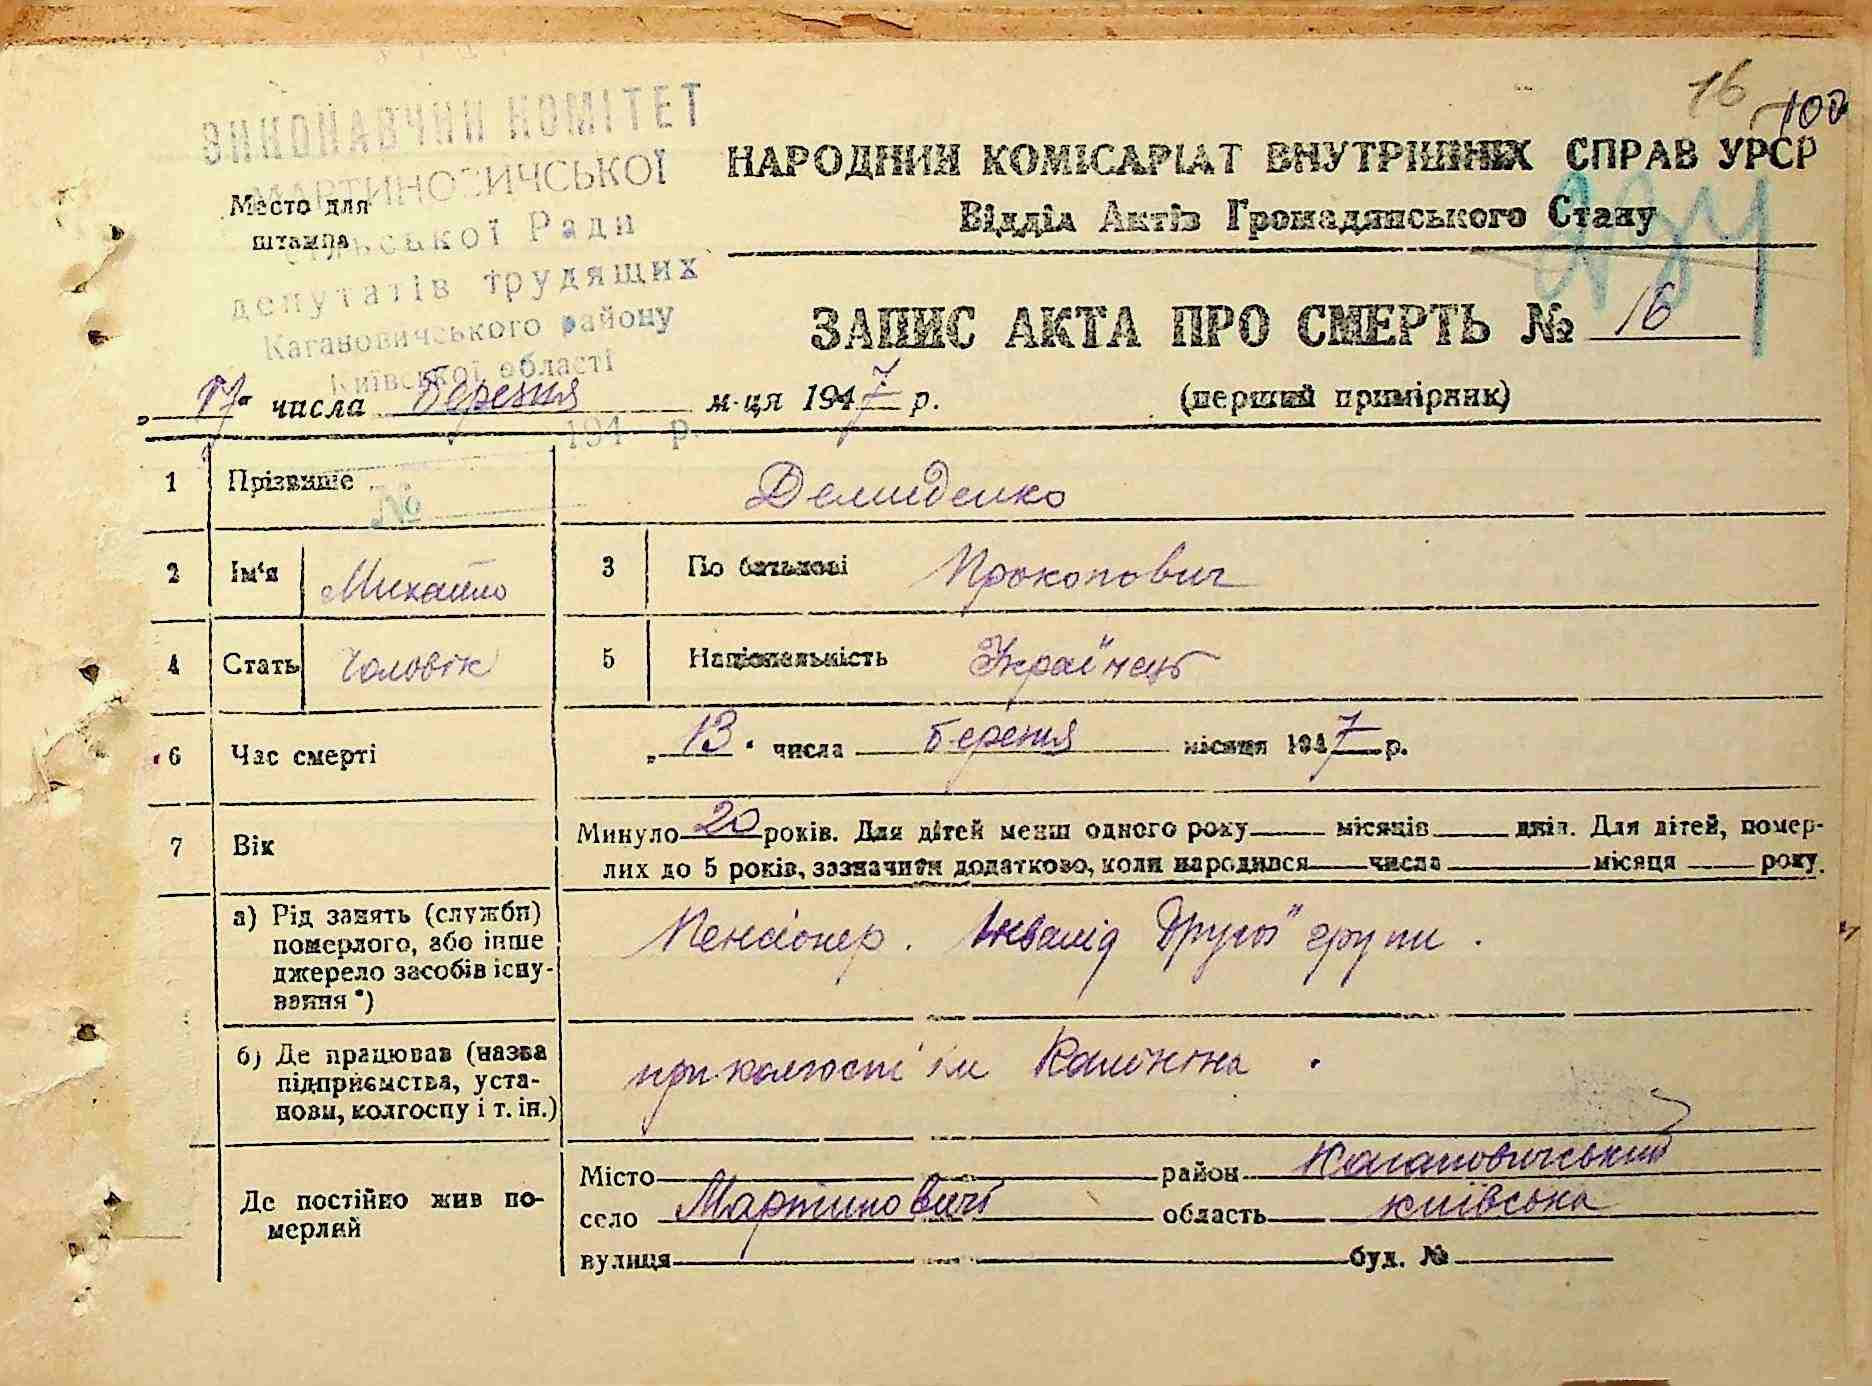 16 100
ВИКОНАВЧИЙ КОМІТЕТ
МАРТИНОВИЧСЬКОЇ
сільської Ради
депутатів трудящих
Кагановичського району
Київської області
194 р.
№
Место для
штампа
НАРОДНИЙ КОМІСАРІАТ ВНУТРІШНІХ СПРАВ УРСР
Відділ Актів Громадянського Стану
ЗАПИС АКТА ПРО СМЕРТЬ № 16
„17" числа березня м-ця 1947 р. (перший примірник)
1 Прізвище Демиденко
2 Ім'я Михайло 3 По батькові Прокопович
4 Стать Чоловік 5 Національність Українець
6 Час смерті „13" числа березня місяця 1947 р.
7 Вік Минуло 20 років. Для дітей менш одного року місяців днів. Для дітей, помер-
лих до 5 років, зазначити додатково, коли народився числа місяця року.
а) Рід занять (служби)
померлого, або інше
джерело засобів існу-
вання *)
Пенсіонер. Інвалід Другої групи.
б) Де працював (назва
підприємства, уста-
нови, колгоспу і т. ін.)
при колгоспі ім Калініна.
Де постійно жив по-
мерлий
Місто район Кагановичський
село Мартиновичі область київська
вулиця буд. №